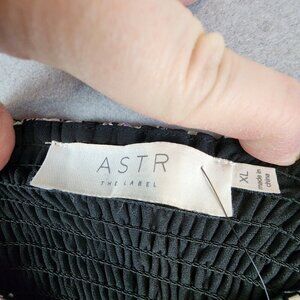 ASTR
THE LABEL
XL
made in
china